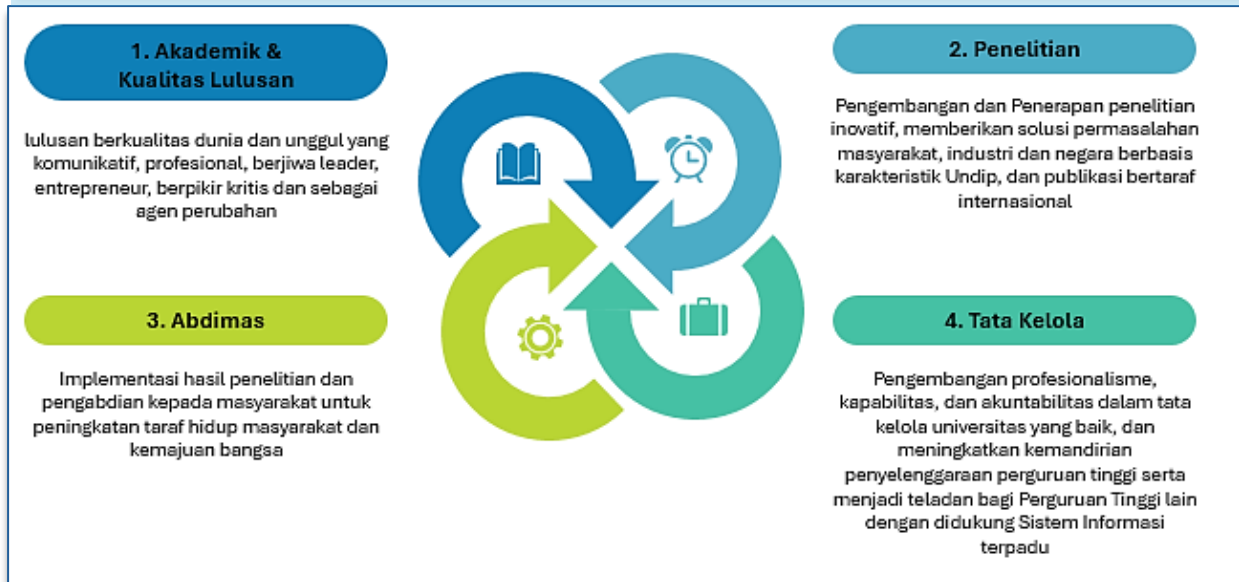 1. Akademik &
Kualitas Lulusan
lulusan berkualitas dunia dan unggul yang
komunikatif, profesional, berjiwa leader,
entrepreneur, berpikir kritis dan sebagai
agen perubahan
2. Penelitian
Pengembangan dan Penerapan penelitian
inovatif, memberikan solusi permasalahan
masyarakat, industri dan negara berbasis
karakteristik Undip, dan publikasi bertaraf
internasional
3. Abdimas
Implementasi hasil penelitian dan
pengabdian kepada masyarakat untuk
peningkatan taraf hidup masyarakat dan
kemajuan bangsa
4. Tata Kelola
Pengembangan profesionalisme,
kapabilitas, dan akuntabilitas dalam tata
kelola universitas yang baik, dan
meningkatkan kemandirian
penyelenggaraan perguruan tinggi serta
menjadi teladan bagi Perguruan Tinggi lain
dengan didukung Sistem Informasi
terpadu